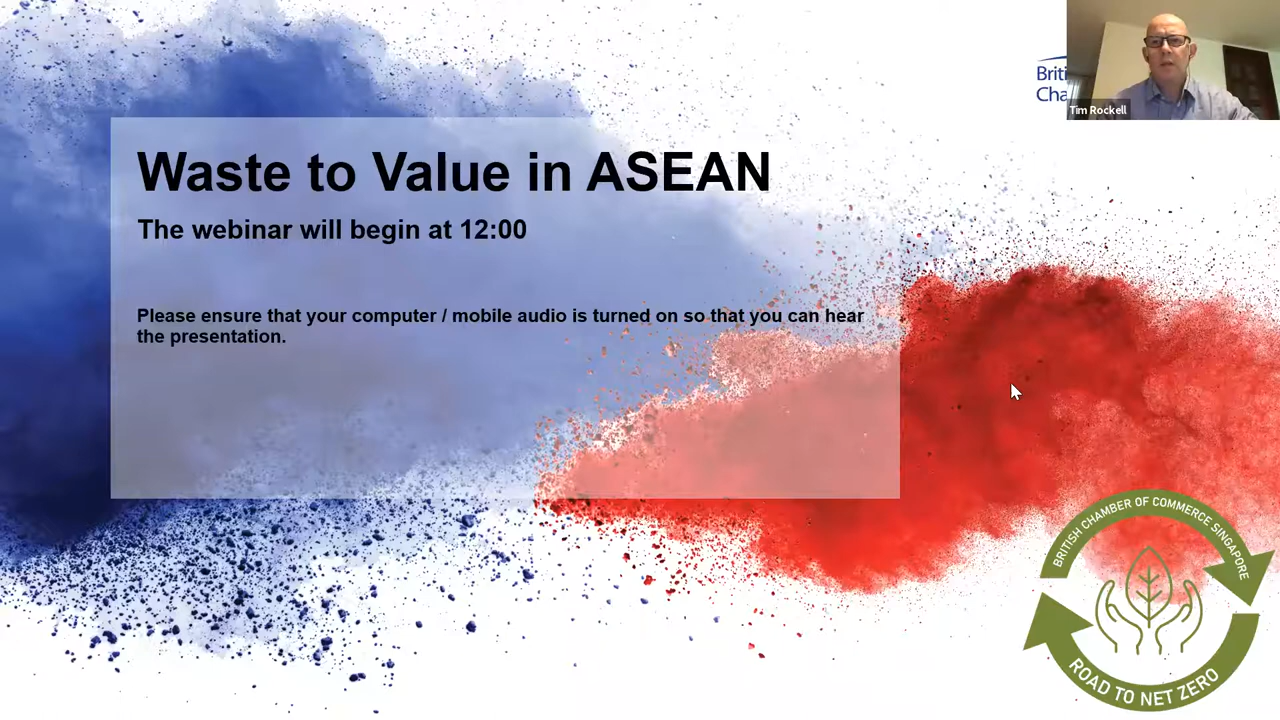 Waste to Value in ASEAN
The webinar will begin at 12:00
Please ensure that your computer / mobile audio is turned on so that you can hear
the presentation.
Tim Rockell
BRITISH CHAMBER OF COMMERCE SINGAPORE
ROAD TO NET ZERO